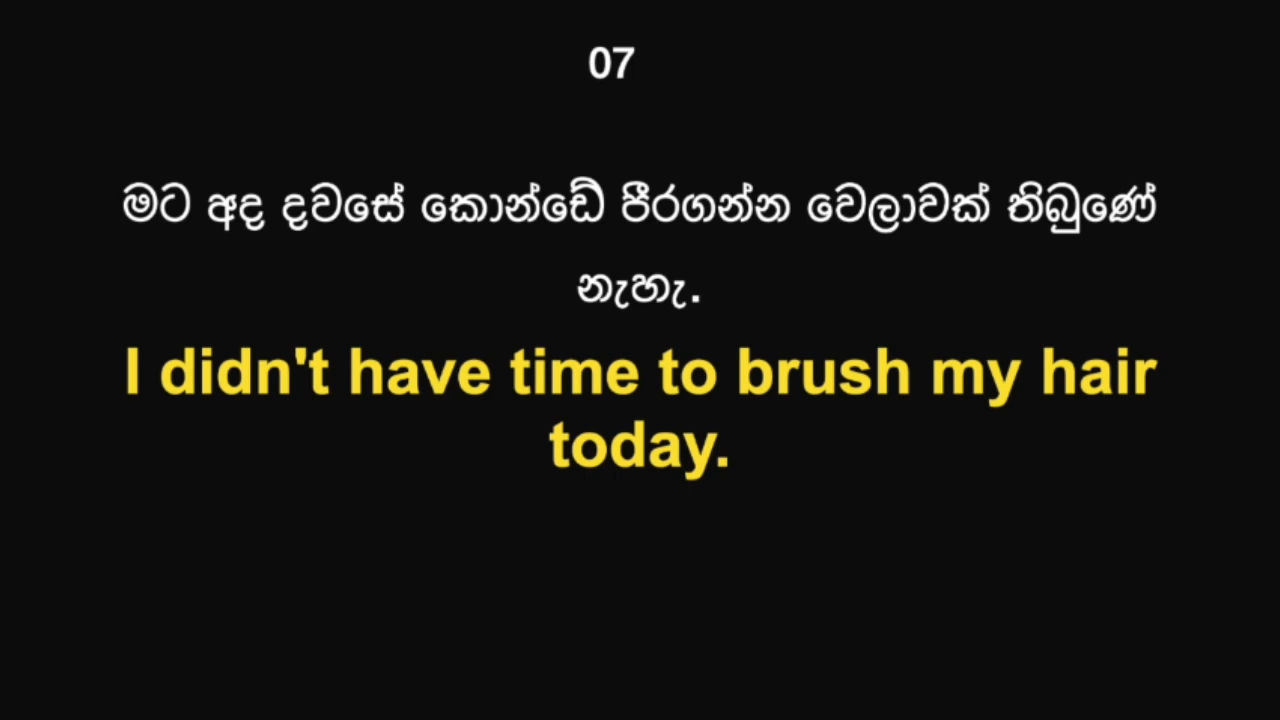 07
මට අද දවසේ කොන්ඩේ පීරගන්න වෙලාවක් තිබුණේ
නැහැ.
I didn't have time to brush my hair
today.